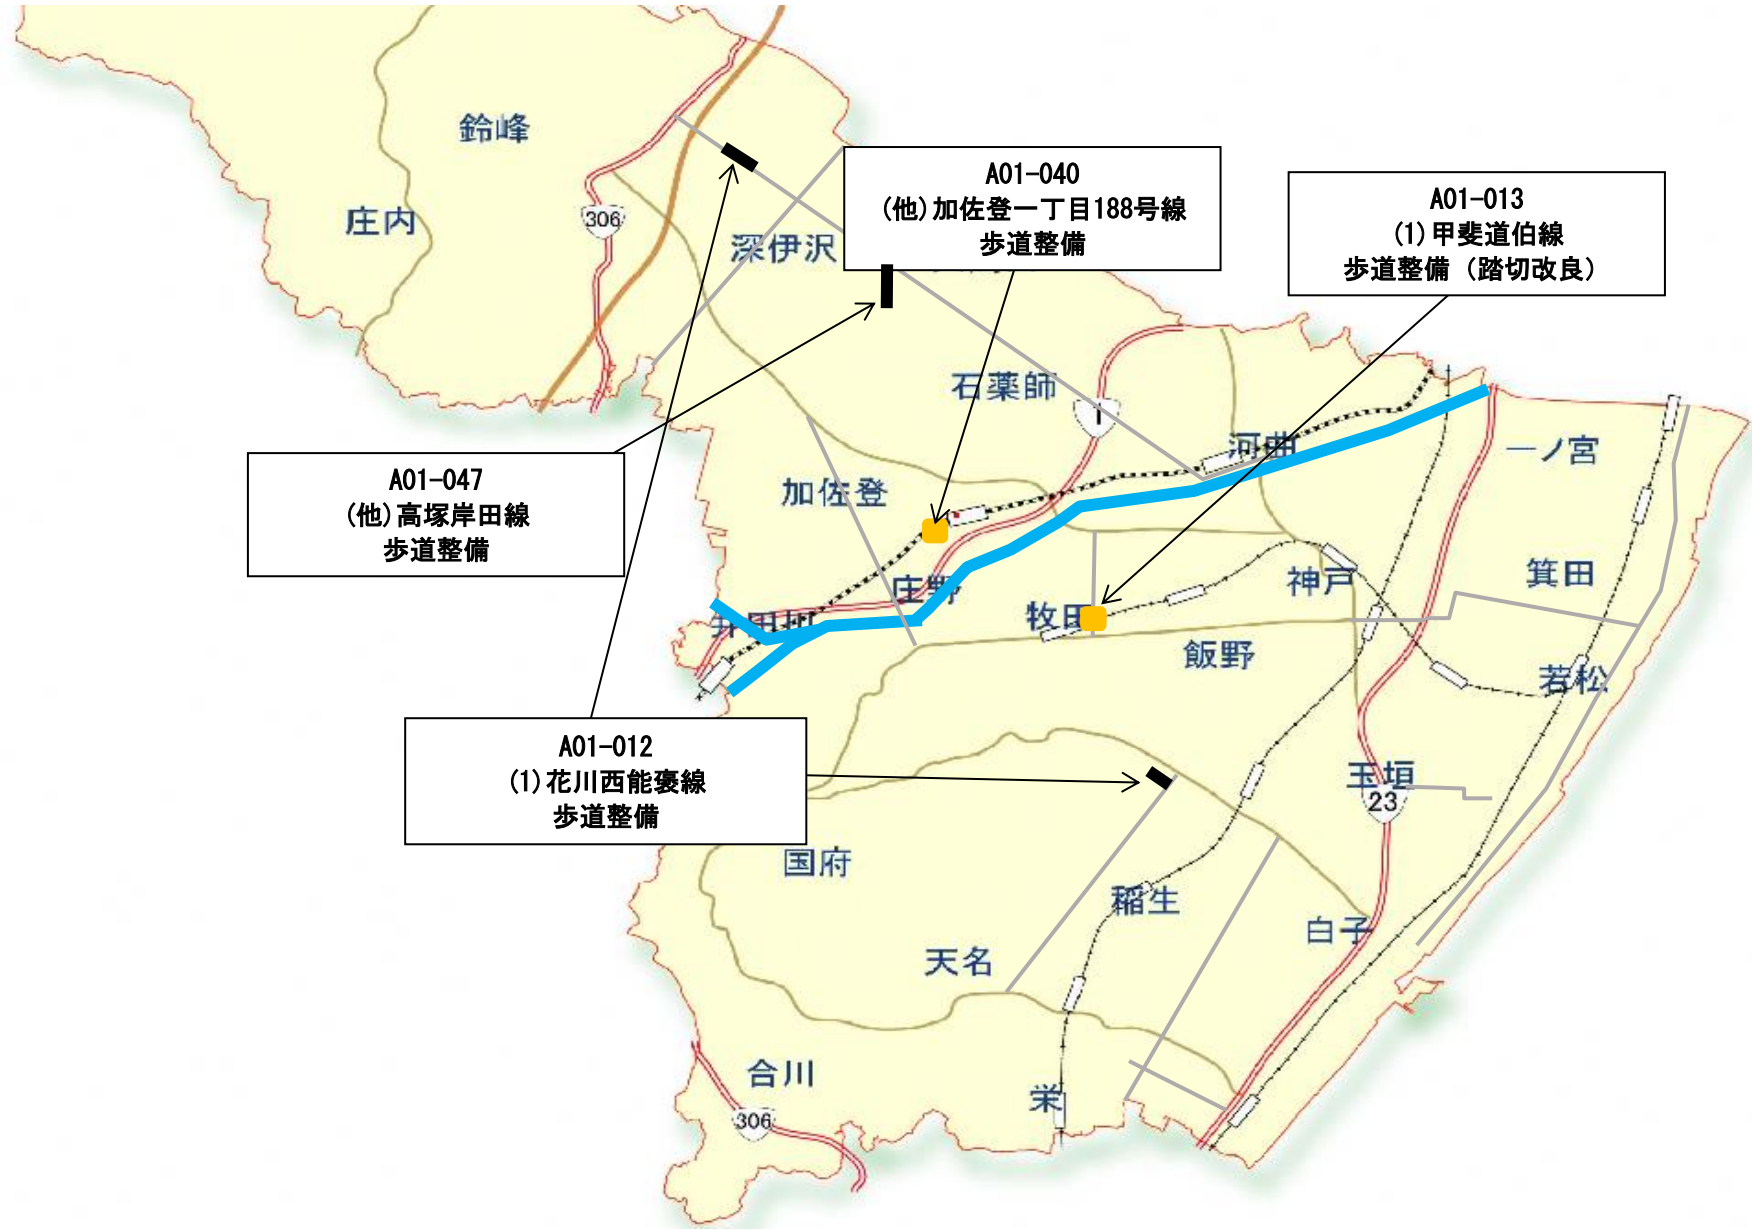 鈴峰
庄内
306
深伊沢
A01-040
(他)加佐登一丁目188号線
歩道整備
A01-013
(1)甲斐道伯線
歩道整備（踏切改良）
石薬師
1
河曲
一ノ宮
加佐登
A01-047
(他)高塚岸田線
歩道整備
庄野
井田川
牧田
神戸
箕田
飯野
若松
A01-012
(1)花川西能褒線
歩道整備
玉垣
23
国府
稲生
白子
天名
合川
栄
306